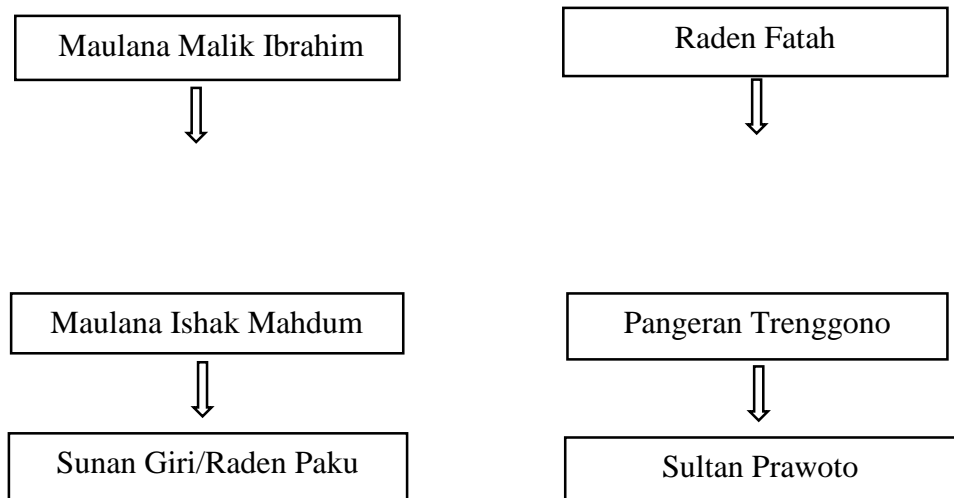 Maulana Malik Ibrahim
Raden Fatah
Maulana Ishak Mahdum
Pangeran Trenggono
Sunan Giri/Raden Paku
Sultan Prawoto